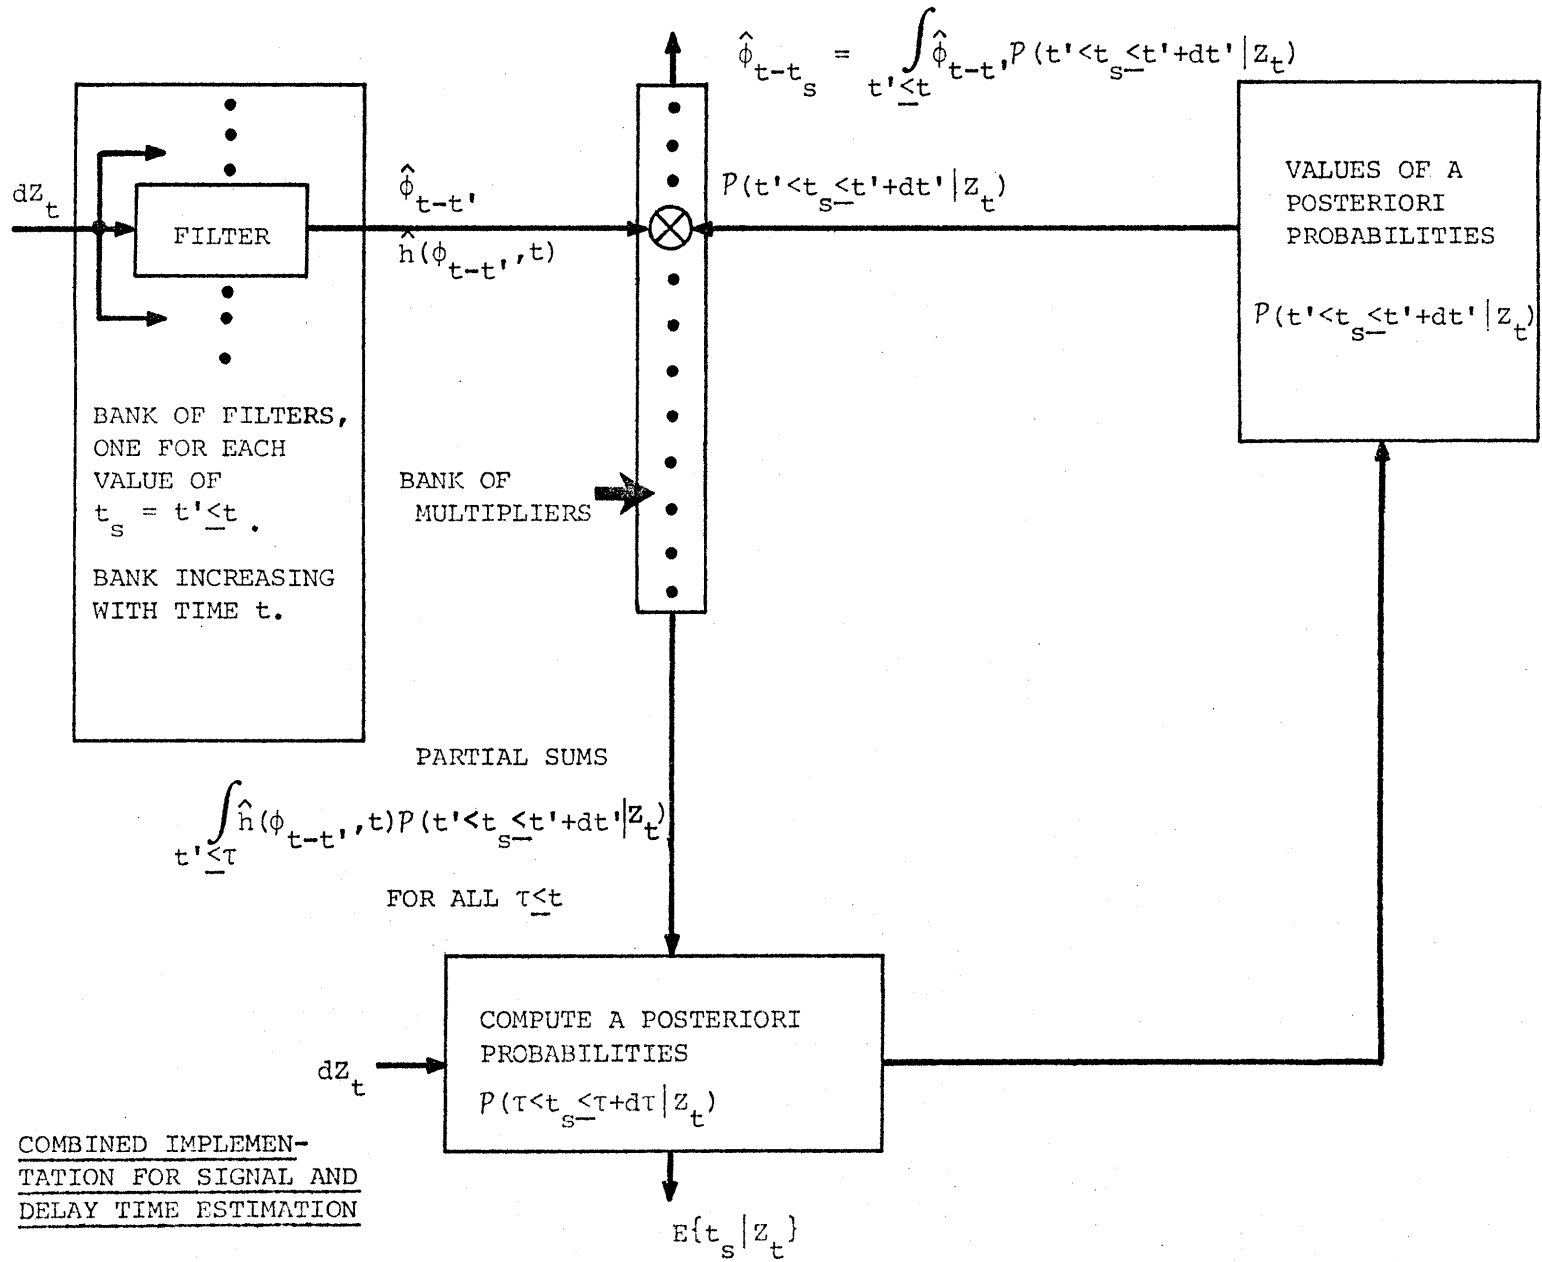 φ̂_{t-t_s} = ∫_{t'≤t} φ̂_{t-t'} P(t'<t_s≤t'+dt'|Z_t)
dZ_t
FILTER
φ̂_{t-t'}
ĥ(φ_{t-t'},t)
P(t'<t_s≤t'+dt'|Z_t)
VALUES OF A
POSTERIORI
PROBABILITIES
P(t'<t_s≤t'+dt'|Z_t)
BANK OF FILTERS,
ONE FOR EACH
VALUE OF
t_s = t'≤t .
BANK INCREASING
WITH TIME t.
BANK OF
MULTIPLIERS
PARTIAL SUMS
∫_{t'≤τ} ĥ(φ_{t-t'},t)P(t'<t_s≤t'+dt'|Z_t)
FOR ALL τ≤t
COMPUTE A POSTERIORI
PROBABILITIES
P(τ<t_s≤τ+dτ|Z_t)
dZ_t
COMBINED IMPLEMEN-
TATION FOR SIGNAL AND
DELAY TIME ESTIMATION
E{t_s|Z_t}